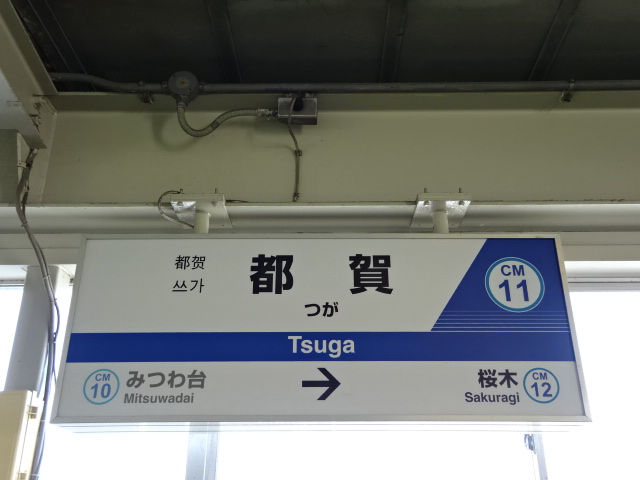 都贺
쓰가
都賀
つが
CM
11
Tsuga
CM
10
みつわ台
Mitsuwadai
→
桜木
Sakuragi
CM
12